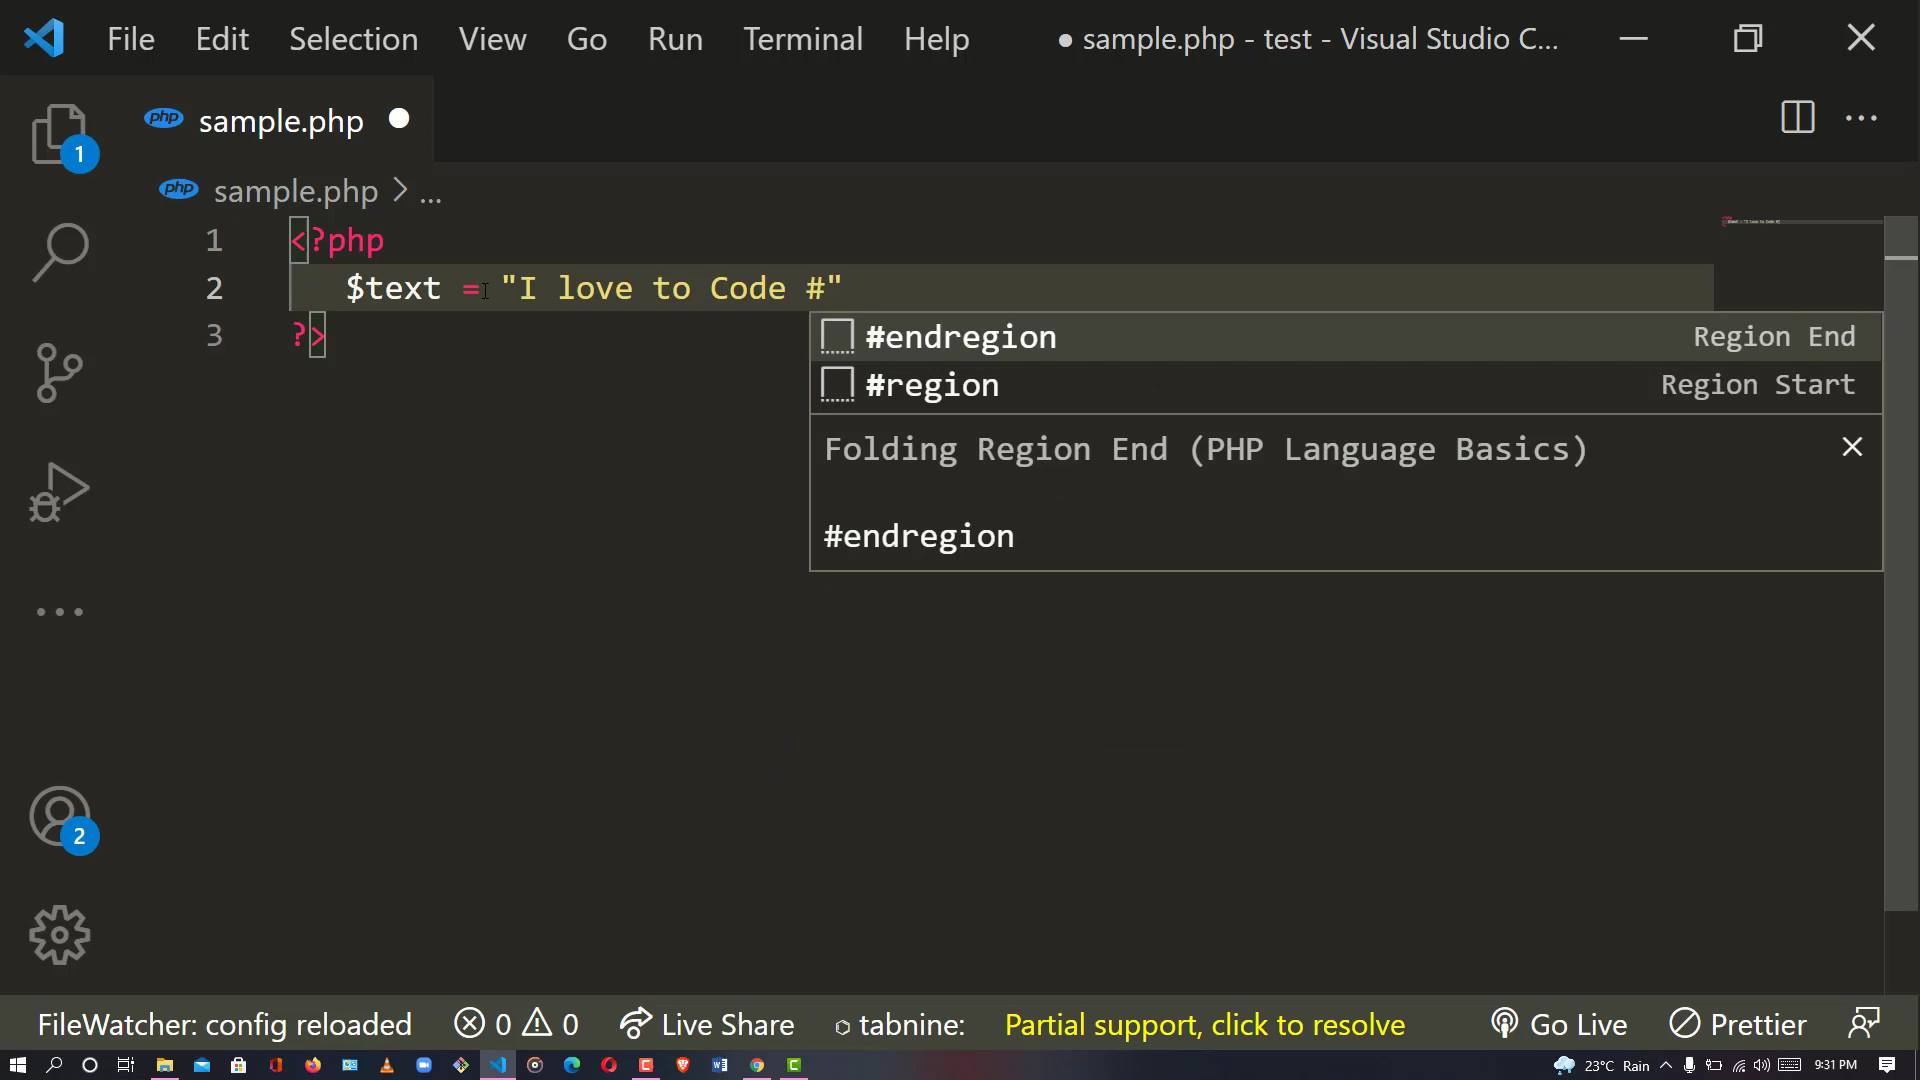 File Edit Selection View Go Run Terminal Help ● sample.php - test - Visual Studio C...
php sample.php ●
1
php sample.php > ...
1 <?php
2 $text = "I love to Code #"
3 ?>
#endregion Region End
#region Region Start
Folding Region End (PHP Language Basics)
#endregion
2
FileWatcher: config reloaded 0 0 Live Share tabnine: Partial support, click to resolve Go Live Prettier
23°C Rain 9:31 PM